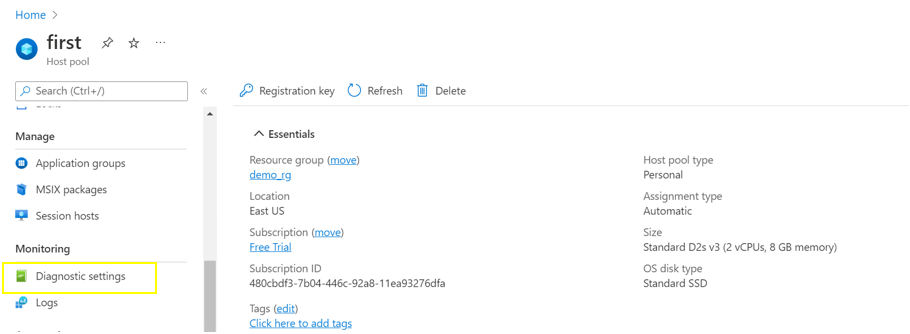 Home >
first
Host pool
Search (Ctrl+/)
«
Manage
Application groups
MSIX packages
Session hosts
Monitoring
Diagnostic settings
Logs
Registration key
Refresh
Delete
Essentials
Resource group (move)
demo_rg
Location
East US
Subscription (move)
Free Trial
Subscription ID
480cbdf3-7b04-446c-92a8-11ea93276dfa
Tags (edit)
Click here to add tags
Host pool type
Personal
Assignment type
Automatic
Size
Standard D2s v3 (2 vCPUs, 8 GB memory)
OS disk type
Standard SSD